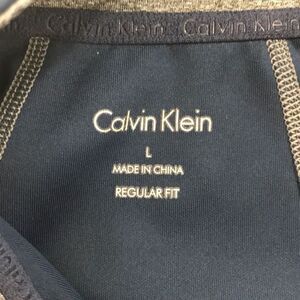 Calvin Klein Calvin Klein
Calvin Klein
L
MADE IN CHINA
REGULAR FIT